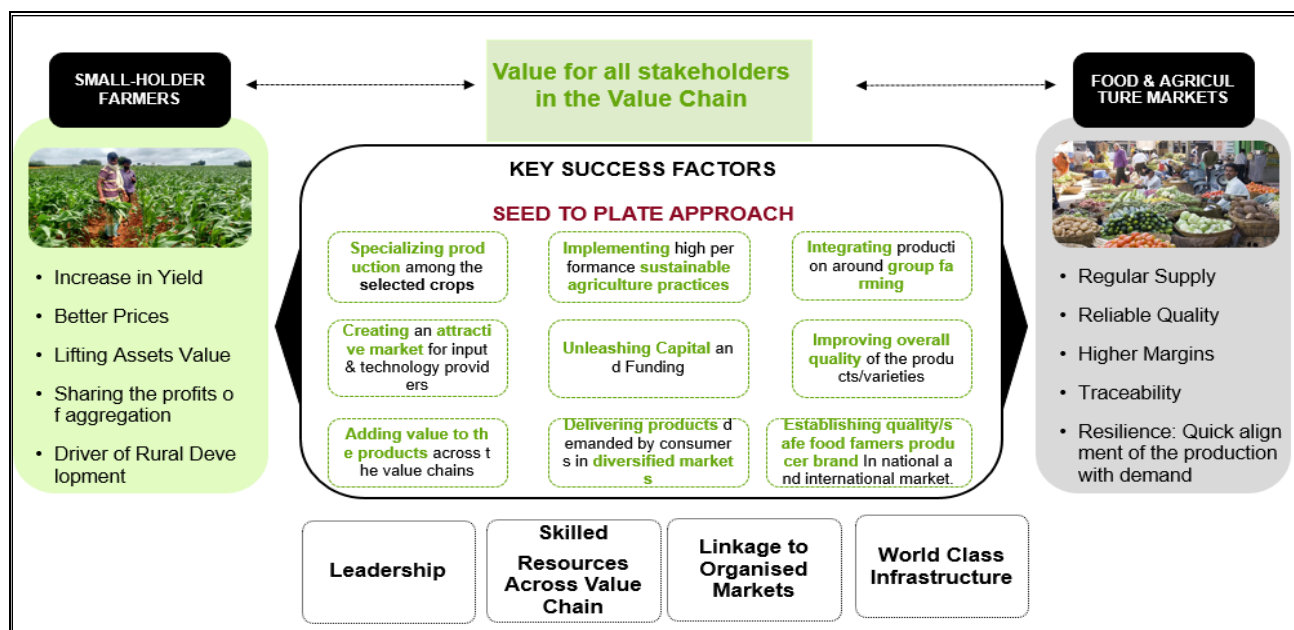 SMALL-HOLDER
FARMERS
Value for all stakeholders
in the Value Chain
FOOD & AGRICUL
TURE MARKETS
• Increase in Yield
• Better Prices
• Lifting Assets Value
• Sharing the profits o
f aggregation
• Driver of Rural Deve
lopment
KEY SUCCESS FACTORS
SEED TO PLATE APPROACH
Specializing prod
uction among the
selected crops
Implementing high per
formance sustainable
agriculture practices
Integrating producti
on around group fa
rming
Creating an attracti
ve market for input
& technology provid
ers
Unleashing Capital an
d Funding
Improving overall
quality of the produ
cts/varieties
Adding value to th
e products across t
he value chains
Delivering products d
emanded by consumer
s in diversified market
s
Establishing quality/s
afe food famers produ
cer brand In national a
nd international market.
• Regular Supply
• Reliable Quality
• Higher Margins
• Traceability
• Resilience: Quick align
ment of the production
with demand
Leadership
Skilled
Resources
Across Value
Chain
Linkage to
Organised
Markets
World Class
Infrastructure